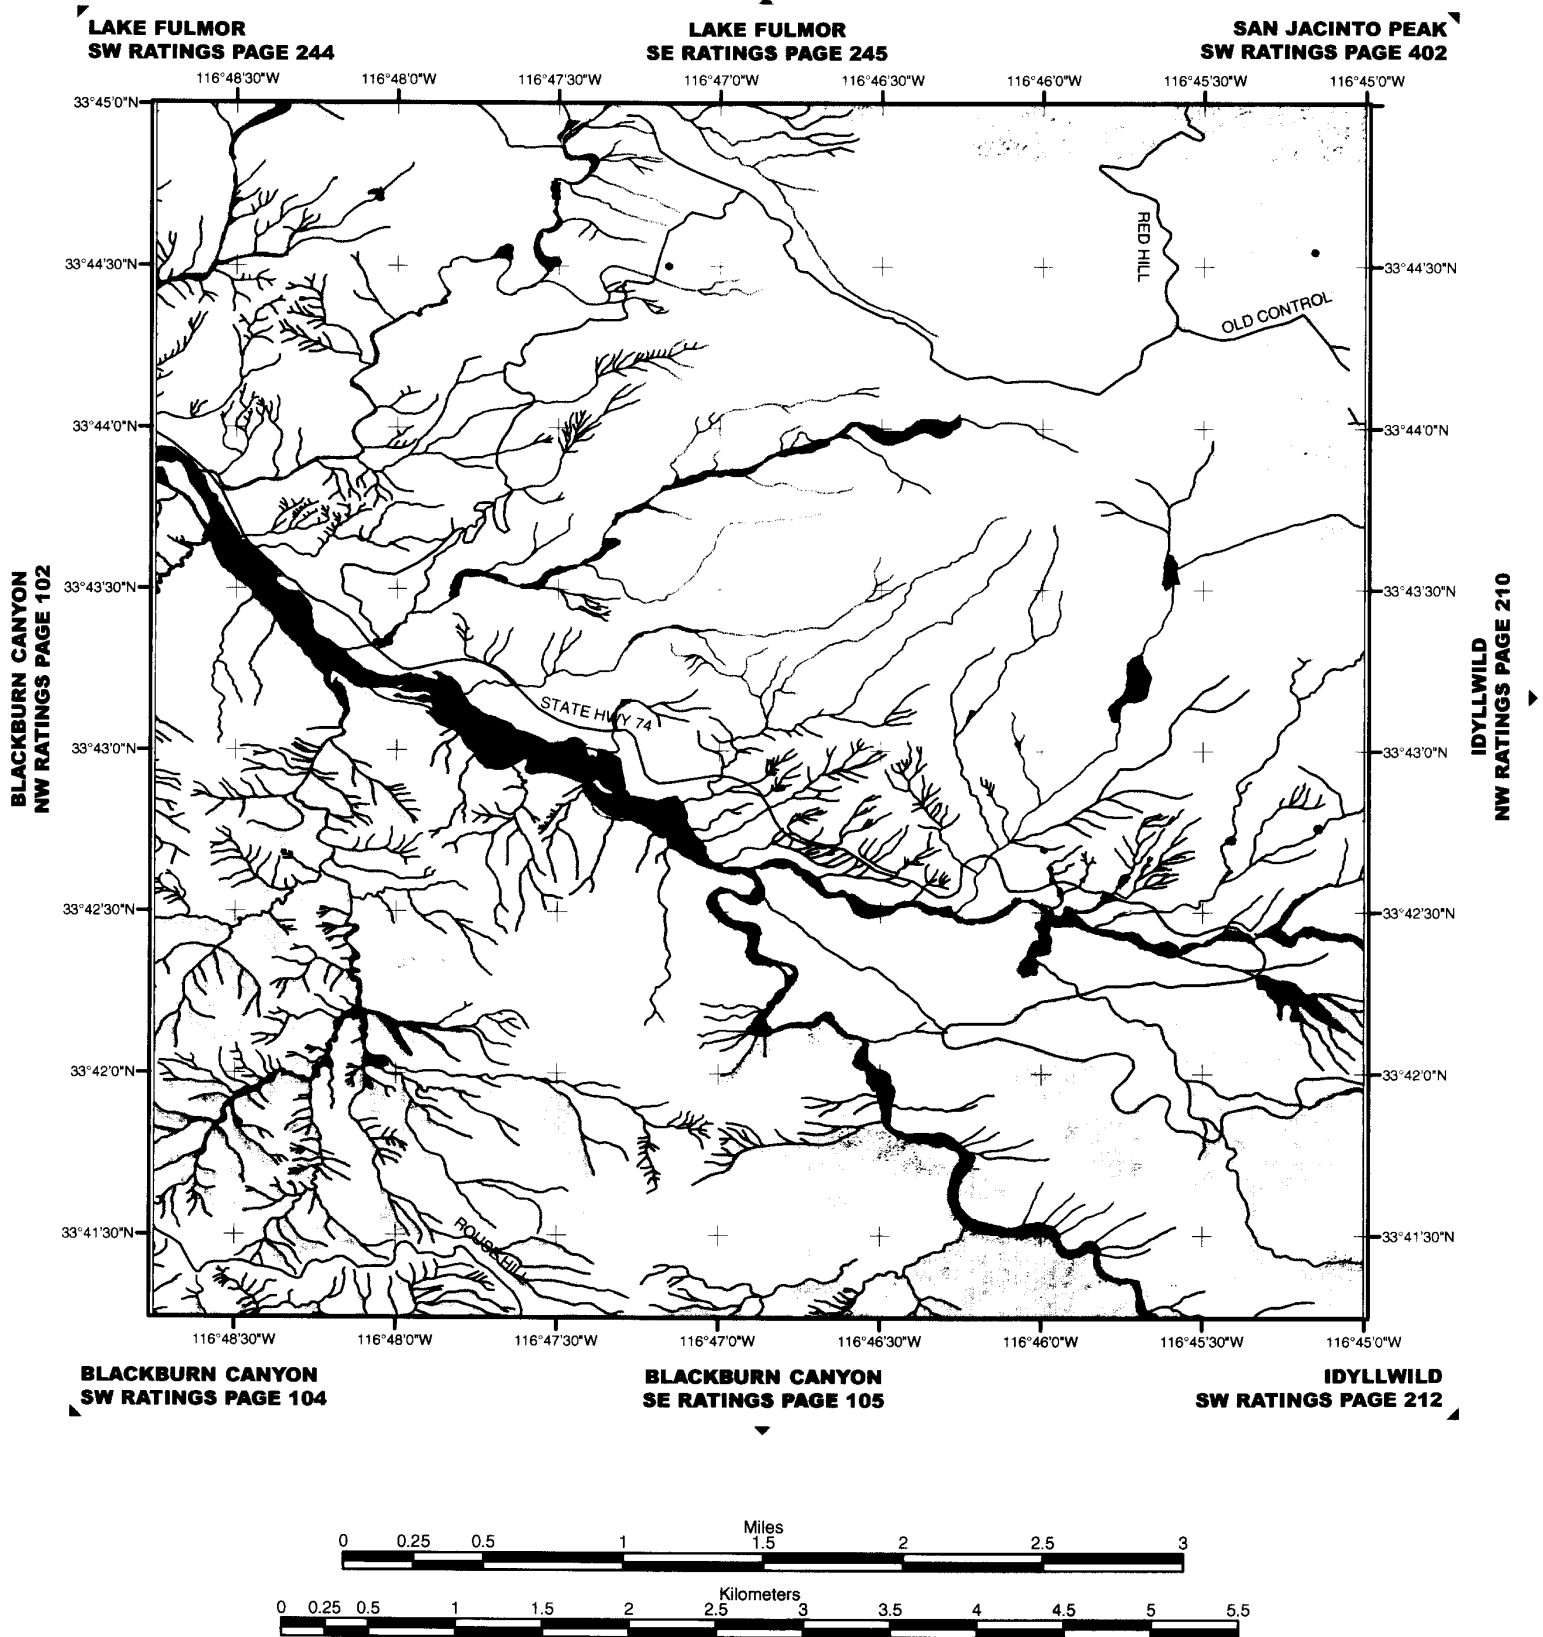 LAKE FULMOR
SW RATINGS PAGE 244
LAKE FULMOR
SE RATINGS PAGE 245
SAN JACINTO PEAK
SW RATINGS PAGE 402
116°48'30"W 116°48'0"W 116°47'30"W 116°47'0"W 116°46'30"W 116°46'0"W 116°45'30"W 116°45'0"W
33°45'0"N
RED HILL
33°44'30"N 33°44'30"N
OLD CONTROL
33°44'0"N 33°44'0"N
33°43'30"N 33°43'30"N
BLACKBURN CANYON
NW RATINGS PAGE 102
IDYLLWILD
NW RATINGS PAGE 210
STATE HWY 74
33°43'0"N 33°43'0"N
33°42'30"N 33°42'30"N
33°42'0"N 33°42'0"N
33°41'30"N 33°41'30"N
ROUSE HILL
116°48'30"W 116°48'0"W 116°47'30"W 116°47'0"W 116°46'30"W 116°46'0"W 116°45'30"W 116°45'0"W
BLACKBURN CANYON
SW RATINGS PAGE 104
BLACKBURN CANYON
SE RATINGS PAGE 105
IDYLLWILD
SW RATINGS PAGE 212
Miles
0 0.25 0.5 1 1.5 2 2.5 3
Kilometers
0 0.25 0.5 1 1.5 2 2.5 3 3.5 4 4.5 5 5.5